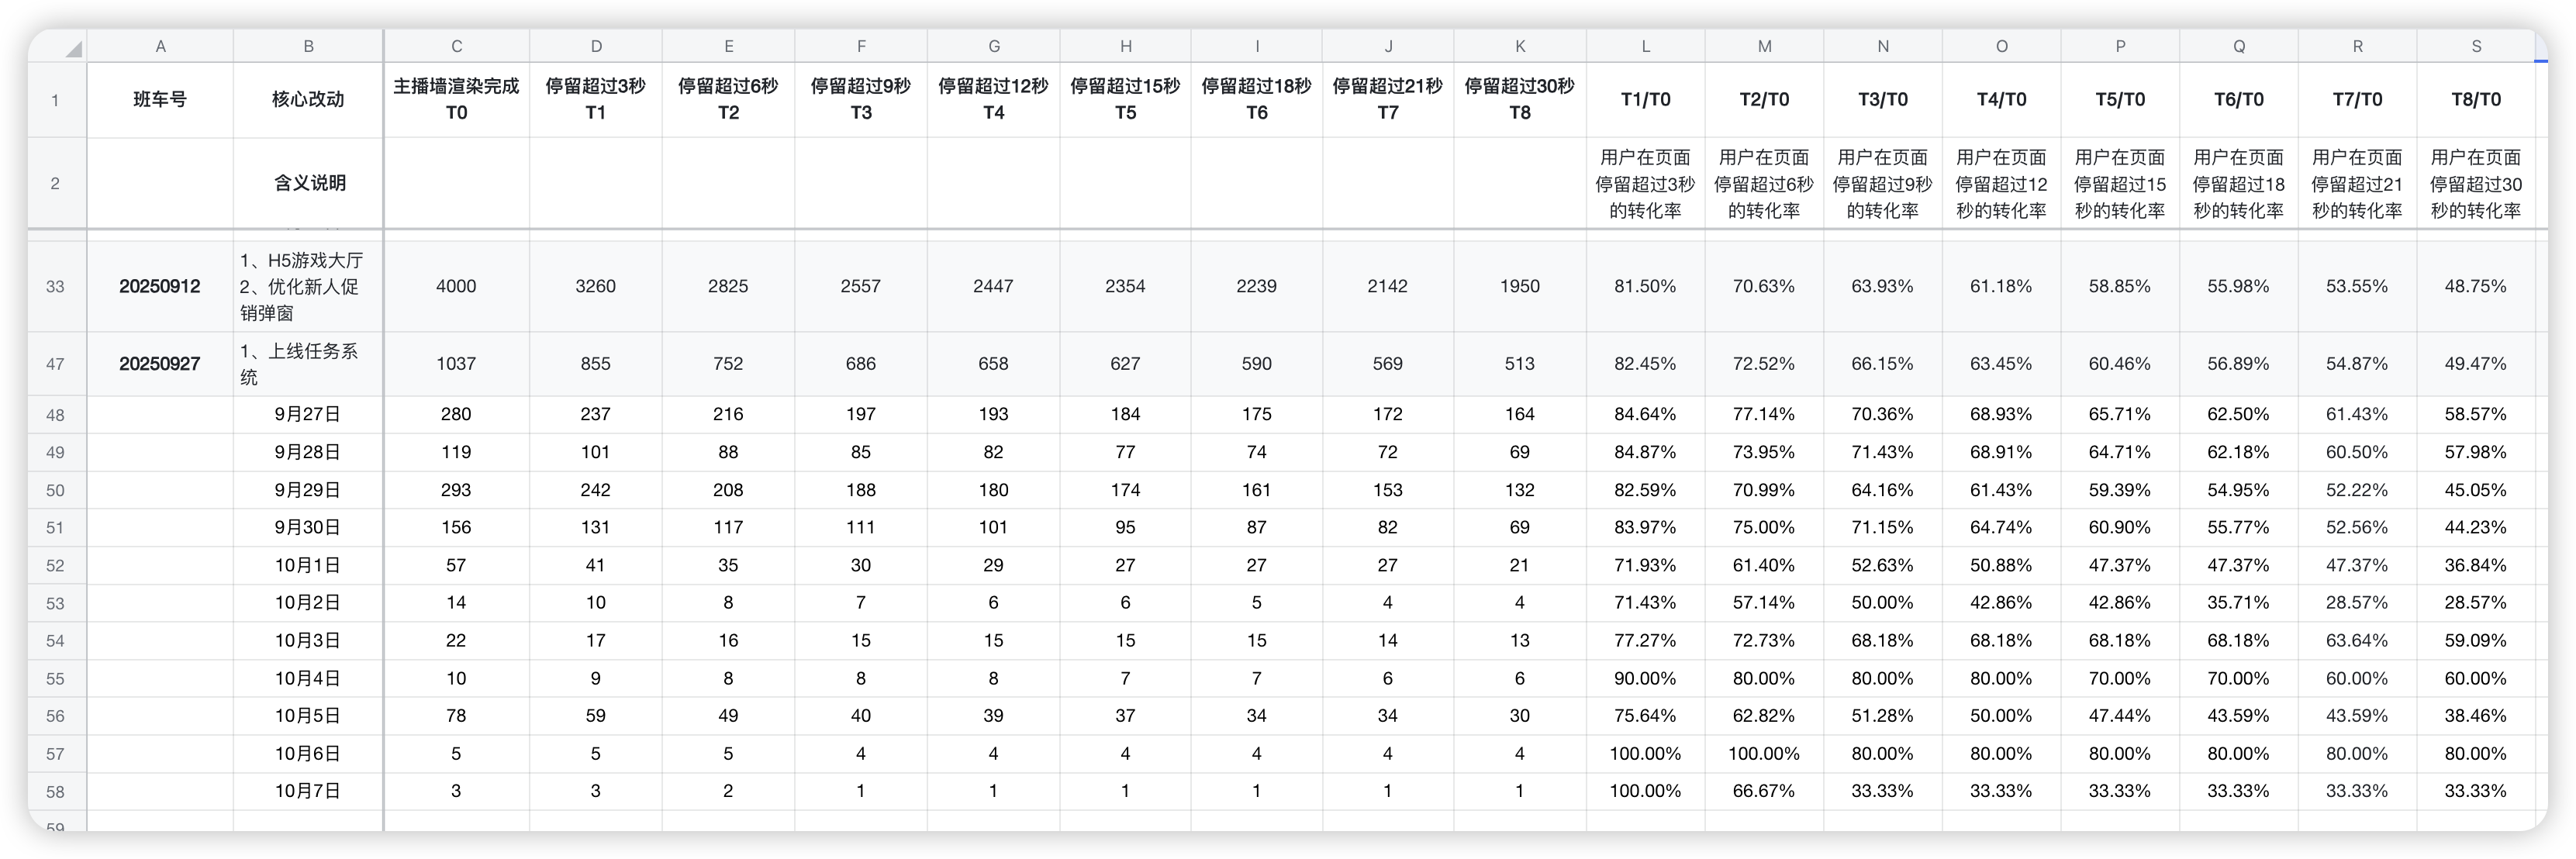 A B C D E F G H I J K L M N O P Q R S
1 班车号 核心改动 主播墙渲染完成 T0 停留超过3秒 T1 停留超过6秒 T2 停留超过9秒 T3 停留超过12秒 T4 停留超过15秒 T5 停留超过18秒 T6 停留超过21秒 T7 停留超过30秒 T8 T1/T0 T2/T0 T3/T0 T4/T0 T5/T0 T6/T0 T7/T0 T8/T0
2 含义说明 用户在页面停留超过3秒的转化率 用户在页面停留超过6秒的转化率 用户在页面停留超过9秒的转化率 用户在页面停留超过12秒的转化率 用户在页面停留超过15秒的转化率 用户在页面停留超过18秒的转化率 用户在页面停留超过21秒的转化率 用户在页面停留超过30秒的转化率
33 20250912 1、H5游戏大厅 2、优化新人促销弹窗 4000 3260 2825 2557 2447 2354 2239 2142 1950 81.50% 70.63% 63.93% 61.18% 58.85% 55.98% 53.55% 48.75%
47 20250927 1、上线任务系统 1037 855 752 686 658 627 590 569 513 82.45% 72.52% 66.15% 63.45% 60.46% 56.89% 54.87% 49.47%
48 9月27日 280 237 216 197 193 184 175 172 164 84.64% 77.14% 70.36% 68.93% 65.71% 62.50% 61.43% 58.57%
49 9月28日 119 101 88 85 82 77 74 72 69 84.87% 73.95% 71.43% 68.91% 64.71% 62.18% 60.50% 57.98%
50 9月29日 293 242 208 188 180 174 161 153 132 82.59% 70.99% 64.16% 61.43% 59.39% 54.95% 52.22% 45.05%
51 9月30日 156 131 117 111 101 95 87 82 69 83.97% 75.00% 71.15% 64.74% 60.90% 55.77% 52.56% 44.23%
52 10月1日 57 41 35 30 29 27 27 27 21 71.93% 61.40% 52.63% 50.88% 47.37% 47.37% 47.37% 36.84%
53 10月2日 14 10 8 7 6 6 5 4 4 71.43% 57.14% 50.00% 42.86% 42.86% 35.71% 28.57% 28.57%
54 10月3日 22 17 16 15 15 15 15 14 13 77.27% 72.73% 68.18% 68.18% 68.18% 68.18% 63.64% 59.09%
55 10月4日 10 9 8 8 8 7 7 6 6 90.00% 80.00% 80.00% 80.00% 70.00% 70.00% 60.00% 60.00%
56 10月5日 78 59 49 40 39 37 34 34 30 75.64% 62.82% 51.28% 50.00% 47.44% 43.59% 43.59% 38.46%
57 10月6日 5 5 5 4 4 4 4 4 4 100.00% 100.00% 80.00% 80.00% 80.00% 80.00% 80.00% 80.00%
58 10月7日 3 3 2 1 1 1 1 1 1 100.00% 66.67% 33.33% 33.33% 33.33% 33.33% 33.33% 33.33%
59